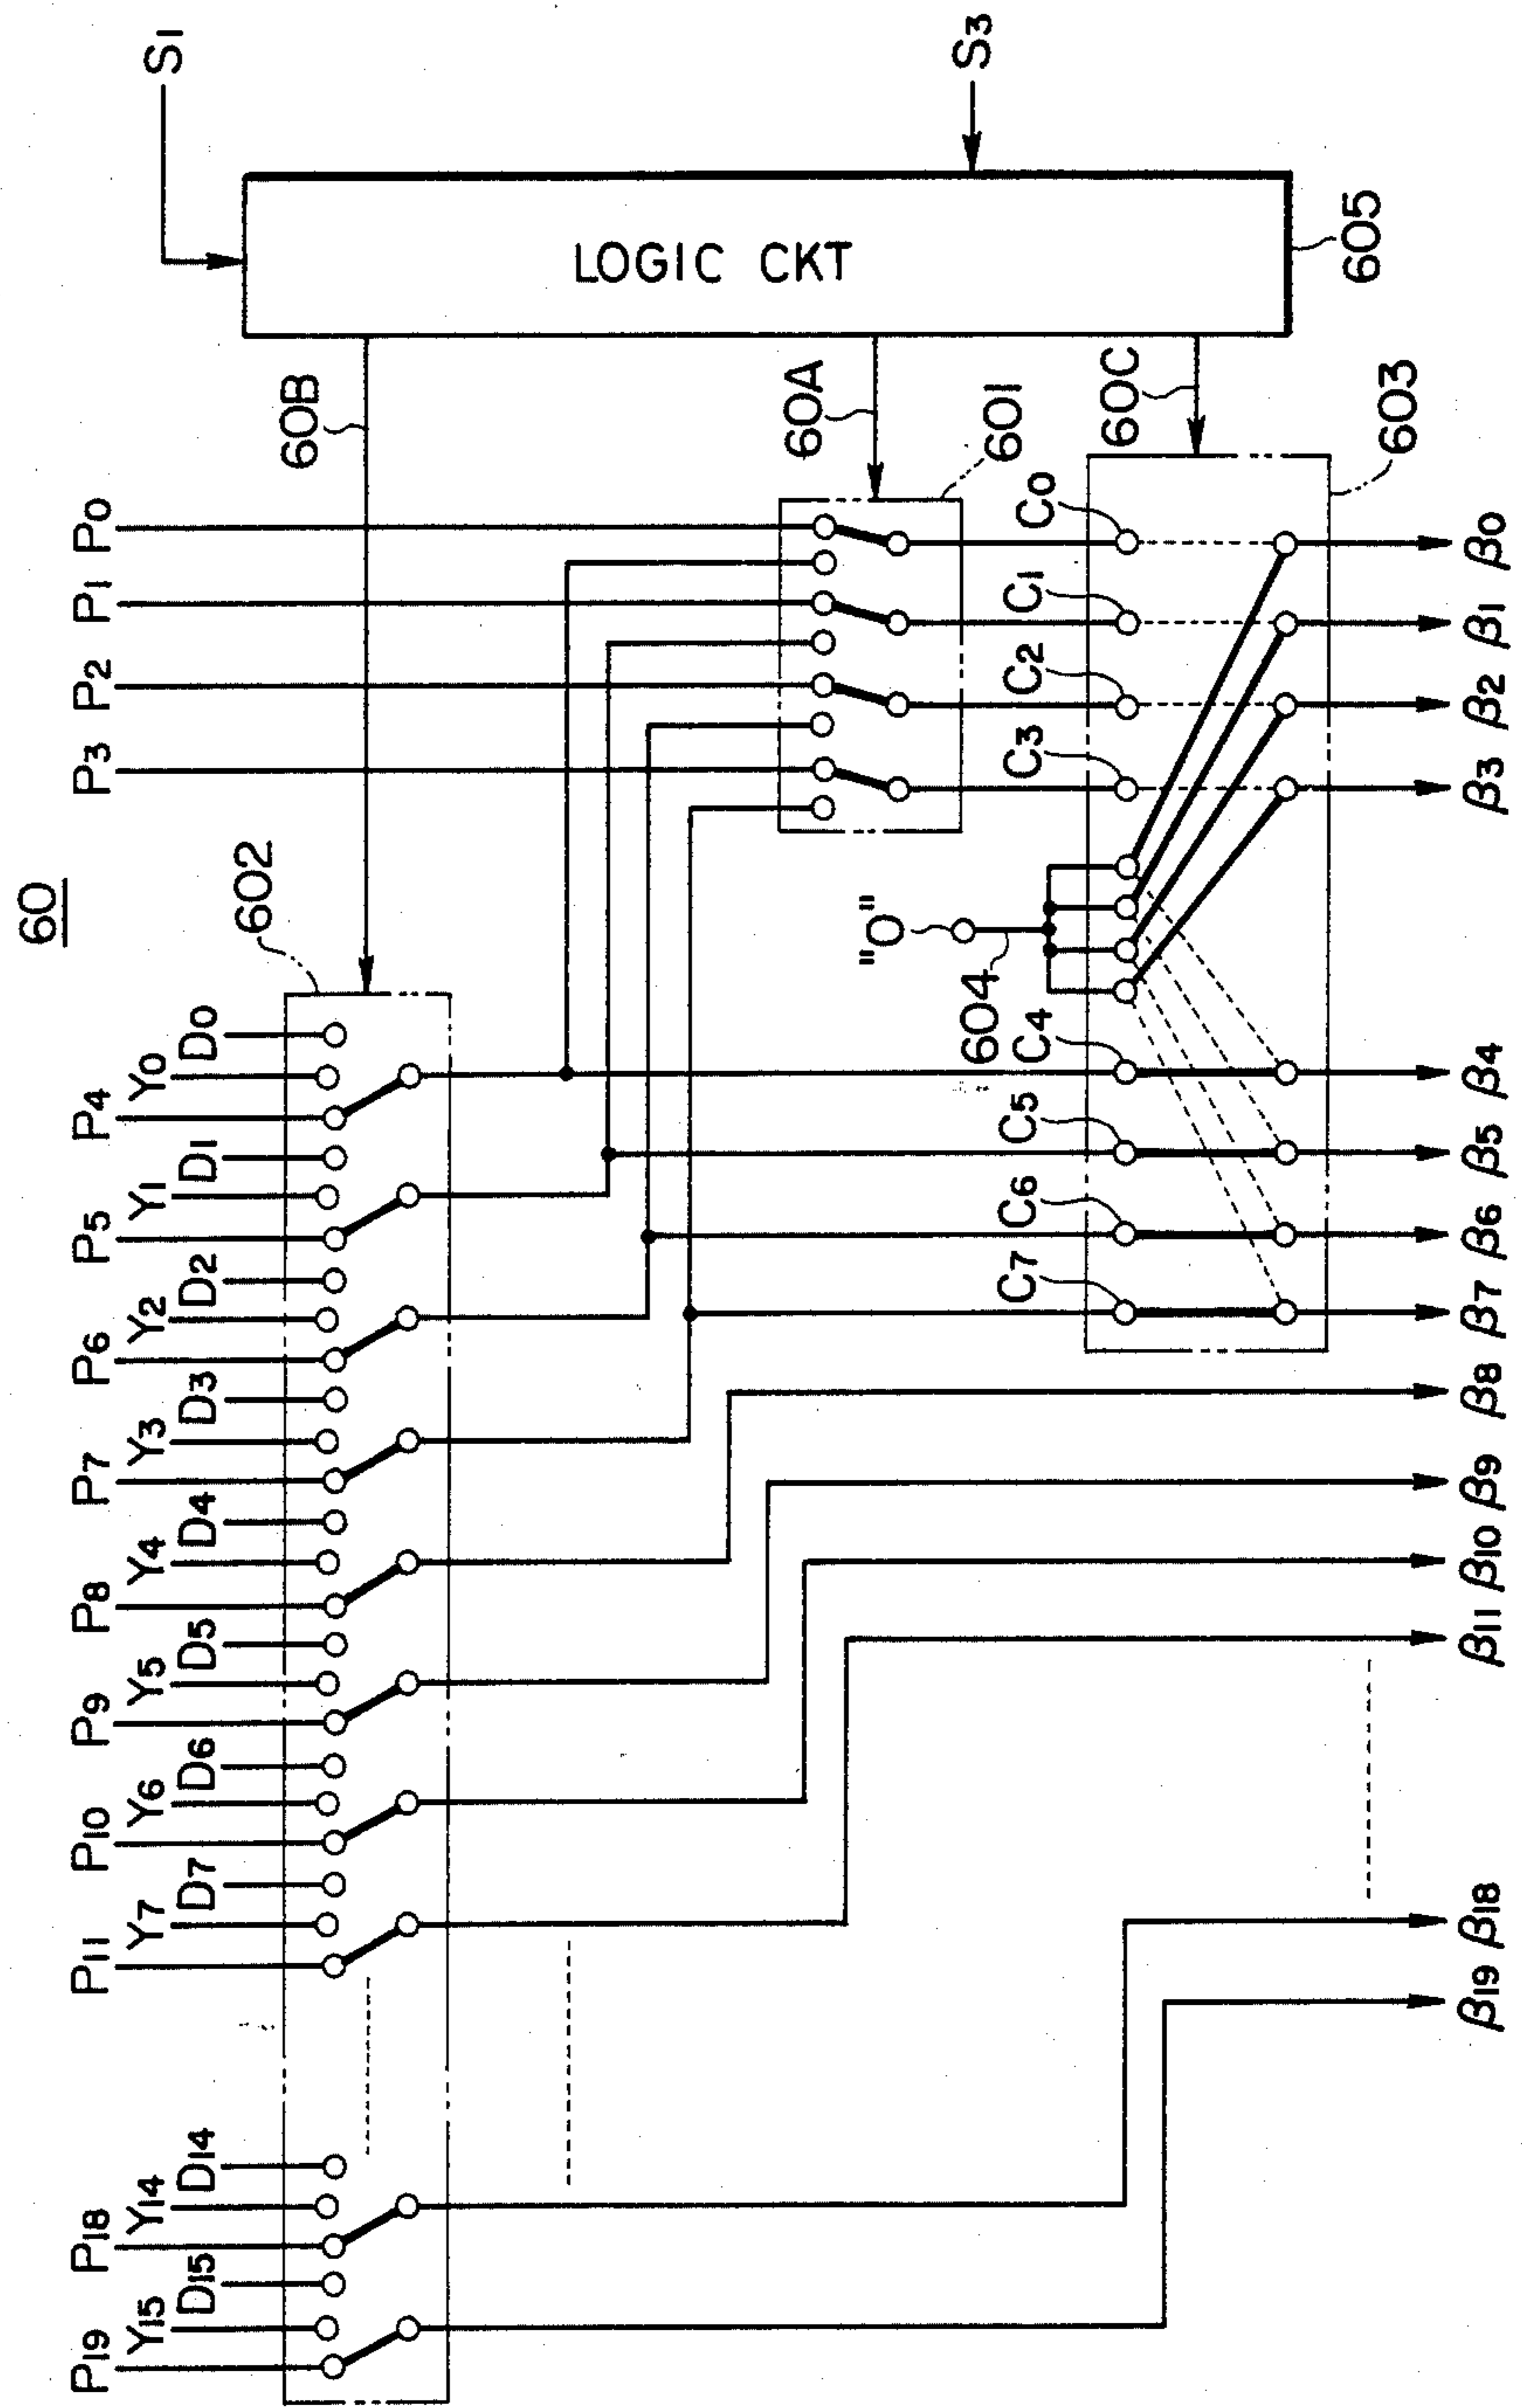 60
P19 P18 P11 P10 P9 P8 P7 P6 P5 P4 P3 P2 P1 P0 S1
Y15 Y14 Y7 Y6 Y5 Y4 Y3 Y2 Y1 Y0
D15 D14 D7 D6 D5 D4 D3 D2 D1 D0
602
60B
LOGIC CKT
60A
"0"
601
604
C7 C6 C5 C4 C3 C2 C1 C0
60C
S3
603
605
β19 β18 β11 β10 β9 β8 β7 β6 β5 β4 β3 β2 β1 β0